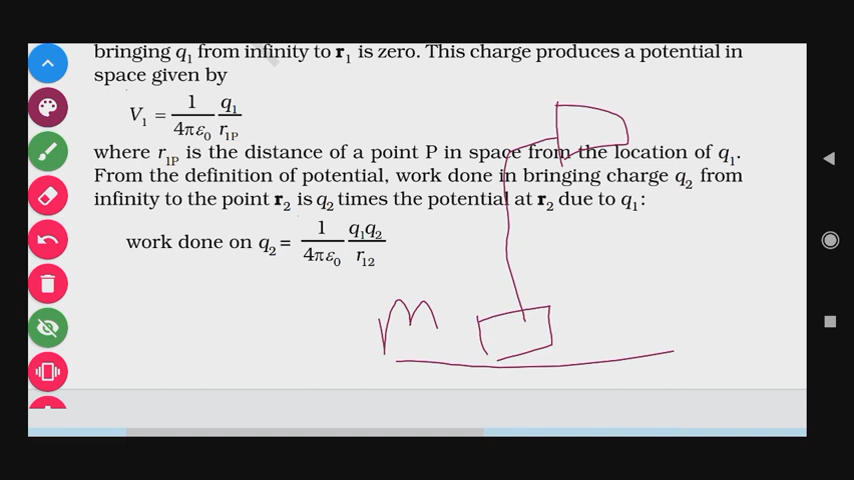 bringing q₁ from infinity to r₁ is zero. This charge produces a potential in
space given by
V₁ = 1/4πε₀ q₁/r₁P
where r₁P is the distance of a point P in space from the location of q₁.
From the definition of potential, work done in bringing charge q₂ from
infinity to the point r₂ is q₂ times the potential at r₂ due to q₁:
work done on q₂ = 1/4πε₀ q₁q₂/r₁₂
m